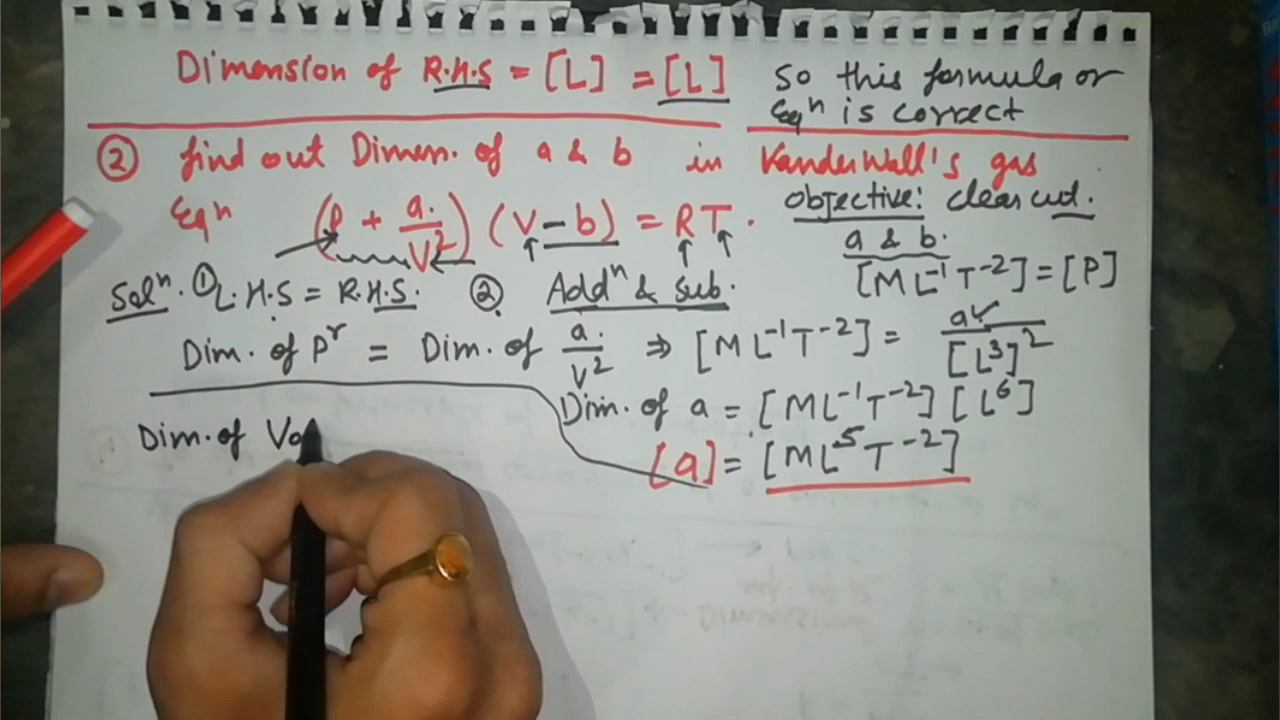 Dimension of R.H.S = [L] = [L]
So this formula or
Eqⁿ is correct
② find out Dimen. of a & b in Vanderwall's gas
Eqⁿ (P + a/V²) (V - b) = RT.
Objective: clear cut.
a & b.
[ML⁻¹T⁻²] = [P]
Solⁿ. ① L.H.S = R.H.S. ② Addⁿ & Sub.
Dim. of Pʳ = Dim. of a/V² ⇒ [ML⁻¹T⁻²] = a/[L³]²
Dim. of a = [ML⁻¹T⁻²] [L⁶]
[a] = [ML⁵T⁻²]
Dim. of Vo